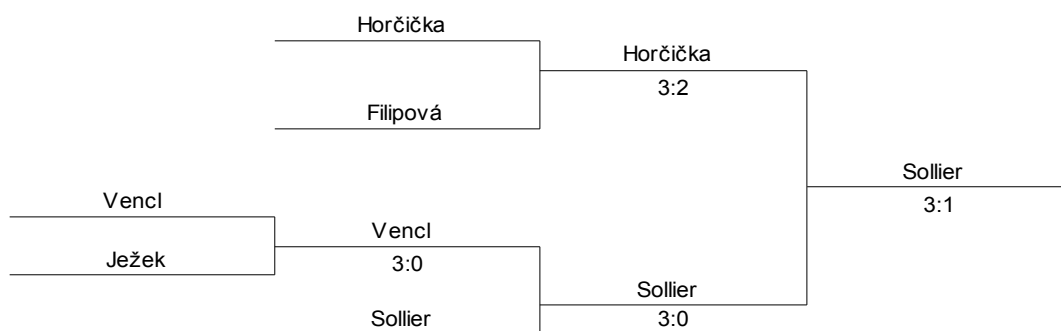 Horčička
Horčička
3:2
Filipová
Sollier
3:1
Vencl
Vencl
3:0
Ježek
Sollier
3:0
Sollier